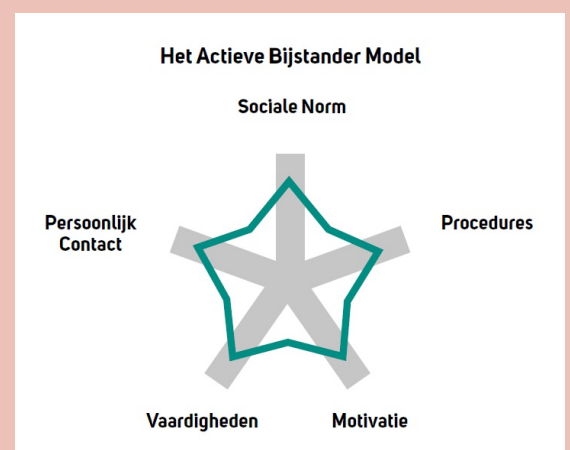 Het Actieve Bijstander Model
Sociale Norm
Persoonlijk
Contact
Procedures
Vaardigheden
Motivatie